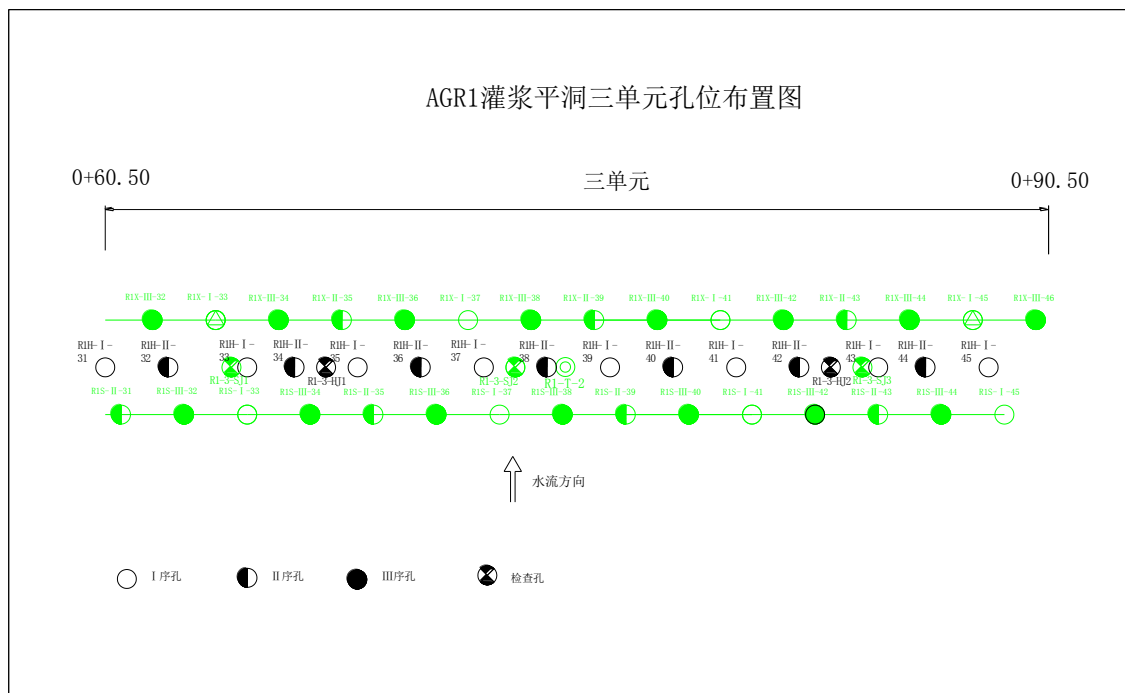 AGR1灌浆平洞三单元孔位布置图
0+60.50
三单元
0+90.50
R1X-III-32
R1X-Ⅰ-33
R1X-III-34
R1X-Ⅱ-35
R1X-III-36
R1X-Ⅰ-37
R1X-III-38
R1X-Ⅱ-39
R1X-III-40
R1X-Ⅰ-41
R1X-III-42
R1X-Ⅱ-43
R1X-III-44
R1X-Ⅰ-45
R1X-III-46
R1H-Ⅰ-
31
R1H-Ⅱ-
32
R1H-Ⅰ-
33
R1H-Ⅱ-
34
R1H-Ⅰ-
35
R1H-Ⅱ-
36
R1H-Ⅰ-
37
R1H-Ⅱ-
38
R1H-Ⅰ-
39
R1H-Ⅱ-
40
R1H-Ⅰ-
41
R1H-Ⅱ-
42
R1H-Ⅰ-
43
R1H-Ⅱ-
44
R1H-Ⅰ-
45
R1-3-SJ1
R1-3-HJ1
R1-3-SJ2
R1-T-2
R1-3-HJ2
R1-3-SJ3
R1S-Ⅱ-31
R1S-III-32
R1S-Ⅰ-33
R1S-III-34
R1S-Ⅱ-35
R1S-III-36
R1S-Ⅰ-37
R1S-III-38
R1S-Ⅱ-39
R1S-III-40
R1S-Ⅰ-41
R1S-III-42
R1S-Ⅱ-43
R1S-III-44
R1S-Ⅰ-45
水流方向
Ⅰ序孔
Ⅱ序孔
III序孔
检查孔